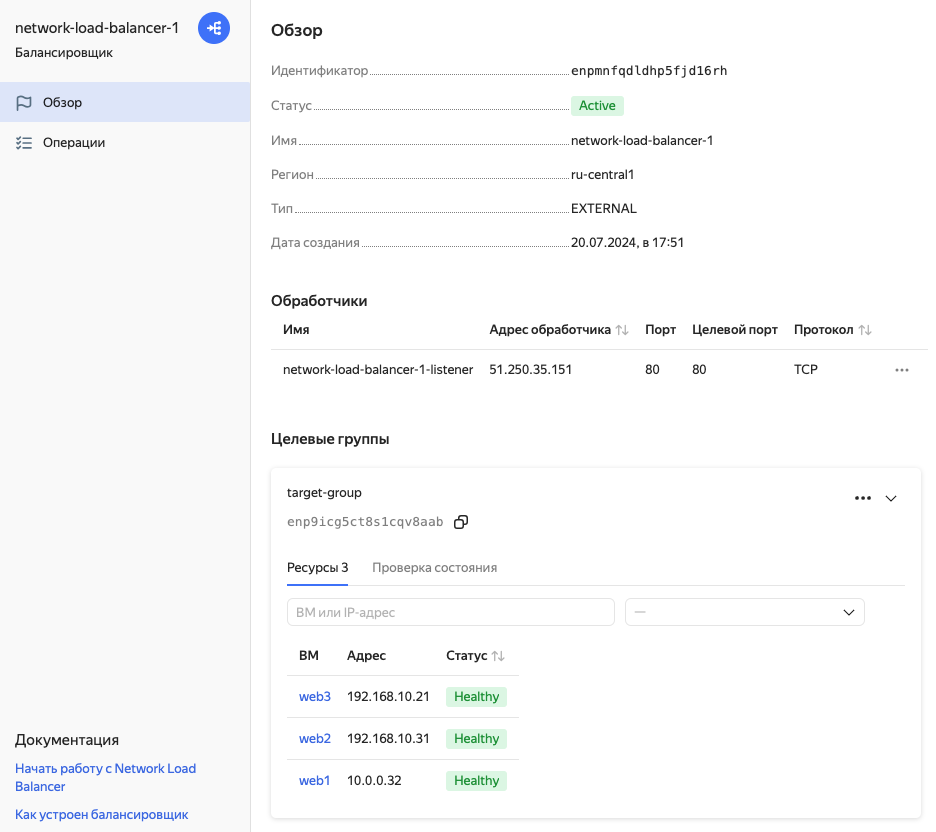 network-load-balancer-1
Балансировщик
Обзор
Операции
Документация
Начать работу с Network Load
Balancer
Как устроен балансировщик
Обзор
Идентификатор enpmnfqdldhp5fjd16rh
Статус Active
Имя network-load-balancer-1
Регион ru-central1
Тип EXTERNAL
Дата создания 20.07.2024, в 17:51
Обработчики
Имя Адрес обработчика Порт Целевой порт Протокол
network-load-balancer-1-listener 51.250.35.151 80 80 TCP
Целевые группы
target-group
enp9icg5ct8s1cqv8aab
Ресурсы 3 Проверка состояния
ВМ или IP-адрес —
ВМ Адрес Статус
web3 192.168.10.21 Healthy
web2 192.168.10.31 Healthy
web1 10.0.0.32 Healthy